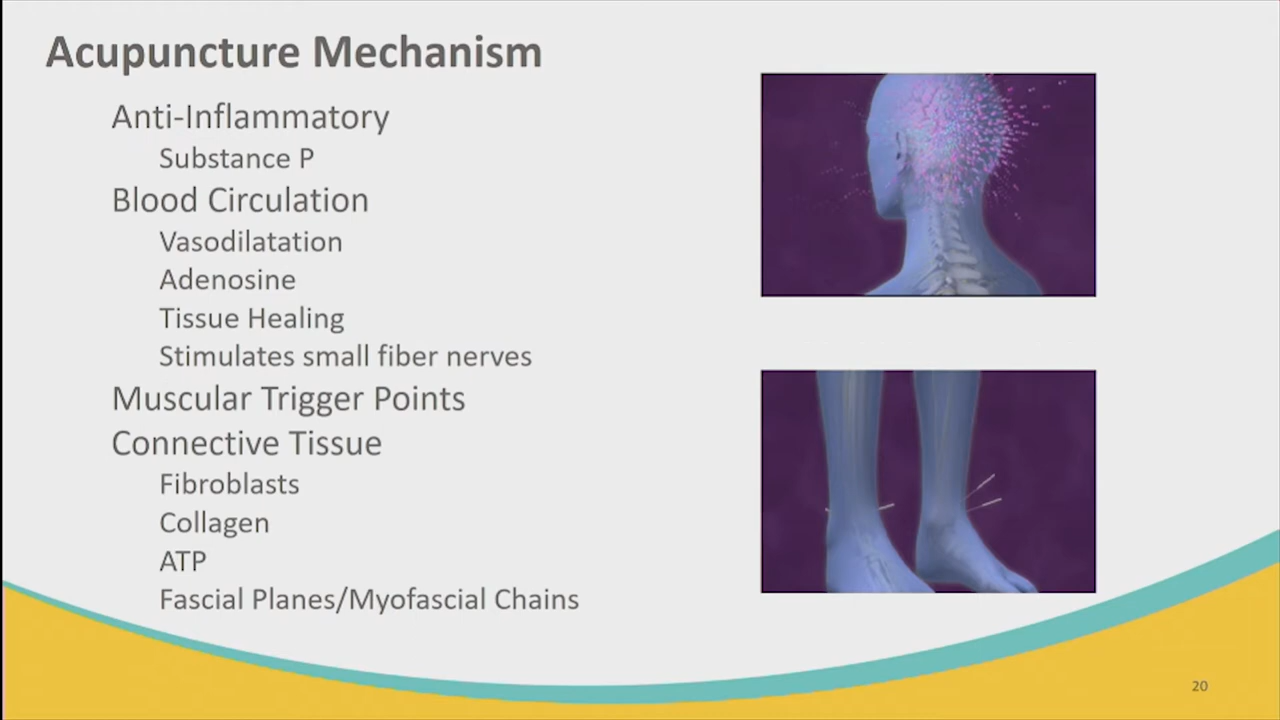 Acupuncture Mechanism
Anti-Inflammatory
Substance P
Blood Circulation
Vasodilatation
Adenosine
Tissue Healing
Stimulates small fiber nerves
Muscular Trigger Points
Connective Tissue
Fibroblasts
Collagen
ATP
Fascial Planes/Myofascial Chains
20